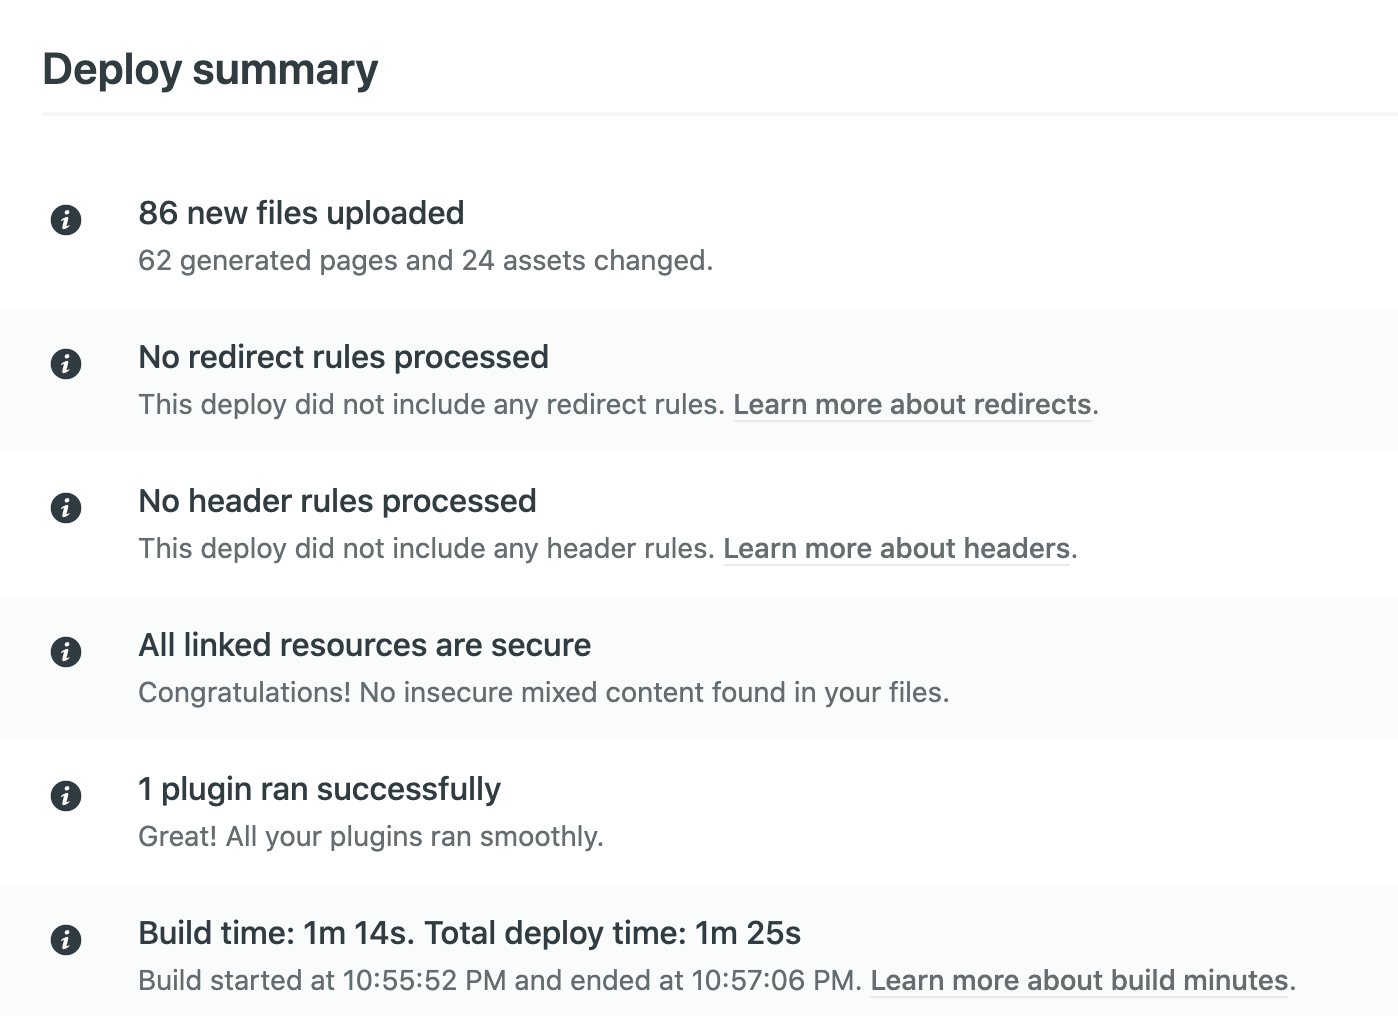 Deploy summary
86 new files uploaded
62 generated pages and 24 assets changed.
No redirect rules processed
This deploy did not include any redirect rules. Learn more about redirects.
No header rules processed
This deploy did not include any header rules. Learn more about headers.
All linked resources are secure
Congratulations! No insecure mixed content found in your files.
1 plugin ran successfully
Great! All your plugins ran smoothly.
Build time: 1m 14s. Total deploy time: 1m 25s
Build started at 10:55:52 PM and ended at 10:57:06 PM. Learn more about build minutes.